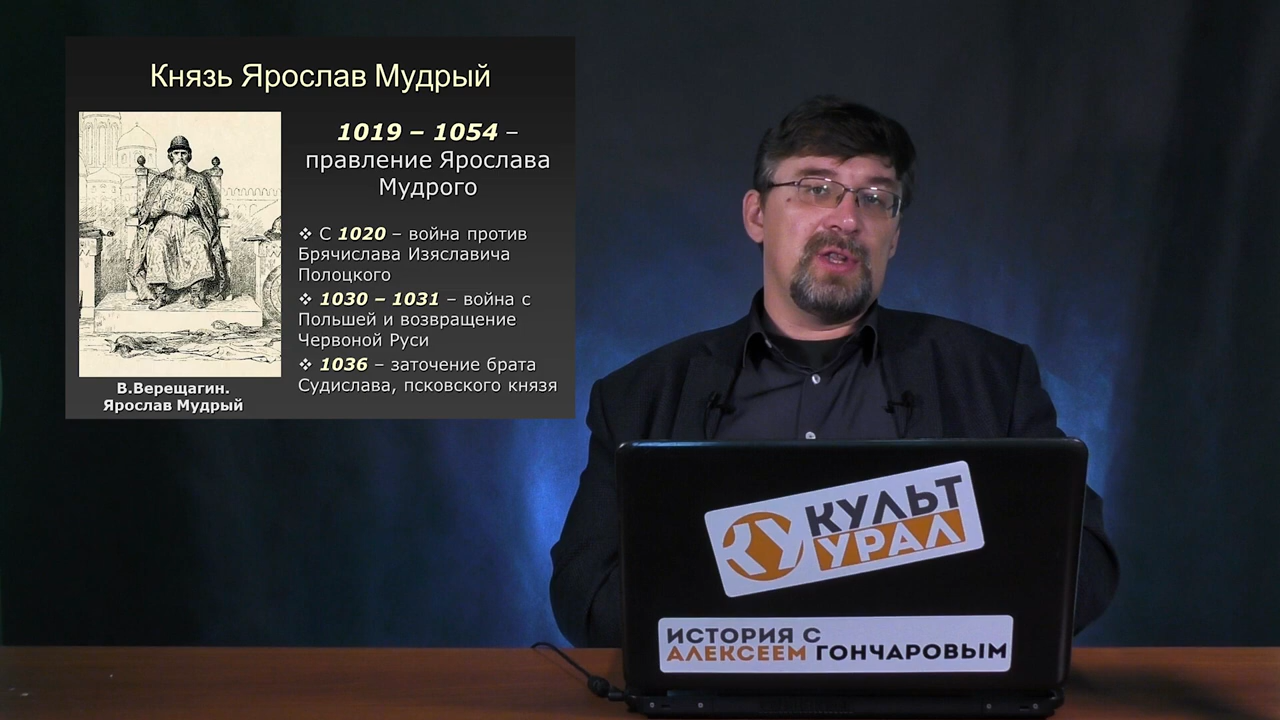 Князь Ярослав Мудрый
1019 – 1054 –
правление Ярослава
Мудрого
❖ С 1020 – война против
Брячислава Изяславича
Полоцкого
❖ 1030 – 1031 – война с
Польшей и возвращение
Червоной Руси
❖ 1036 – заточение брата
Судислава, псковского князя
В.Верещагин.
Ярослав Мудрый
КУ КУЛЬТ
УРАЛ
ИСТОРИЯ С
АЛЕКСЕЕМ ГОНЧАРОВЫМ